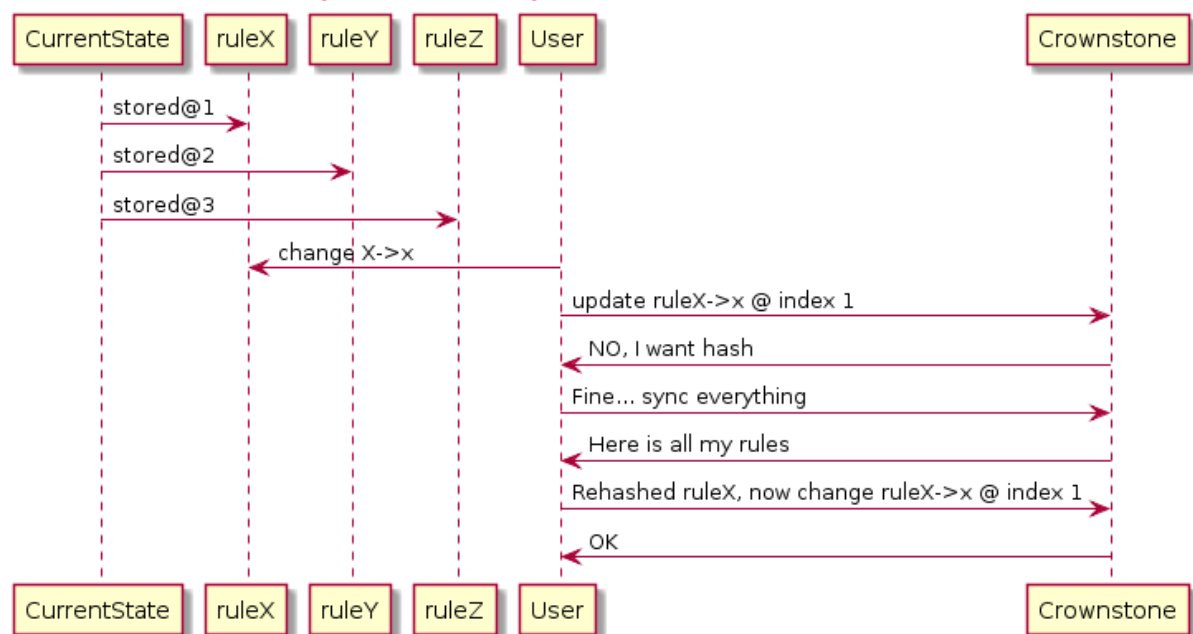 CurrentState ruleX ruleY ruleZ User Crownstone
stored@1
stored@2
stored@3
change X->x
update ruleX->x @ index 1
NO, I want hash
Fine... sync everything
Here is all my rules
Rehashed ruleX, now change ruleX->x @ index 1
OK
CurrentState ruleX ruleY ruleZ User Crownstone